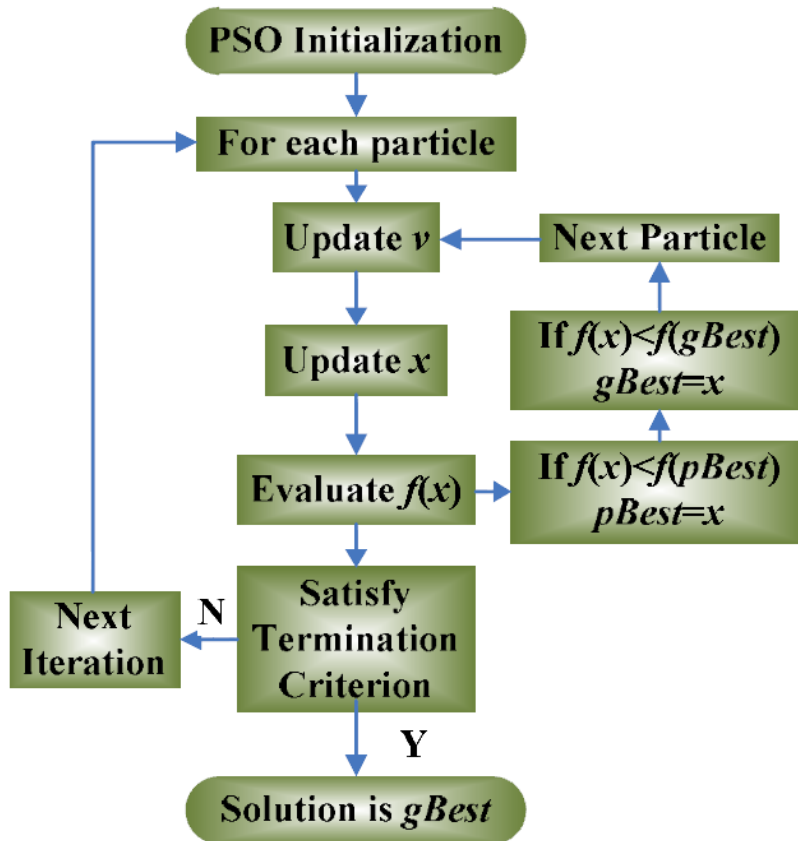 PSO Initialization
For each particle
Update v
Next Particle
If f(x)<f(gBest)
gBest=x
Update x
Evaluate f(x)
If f(x)<f(pBest)
pBest=x
Satisfy
Termination
Criterion
N
Next
Iteration
Y
Solution is gBest